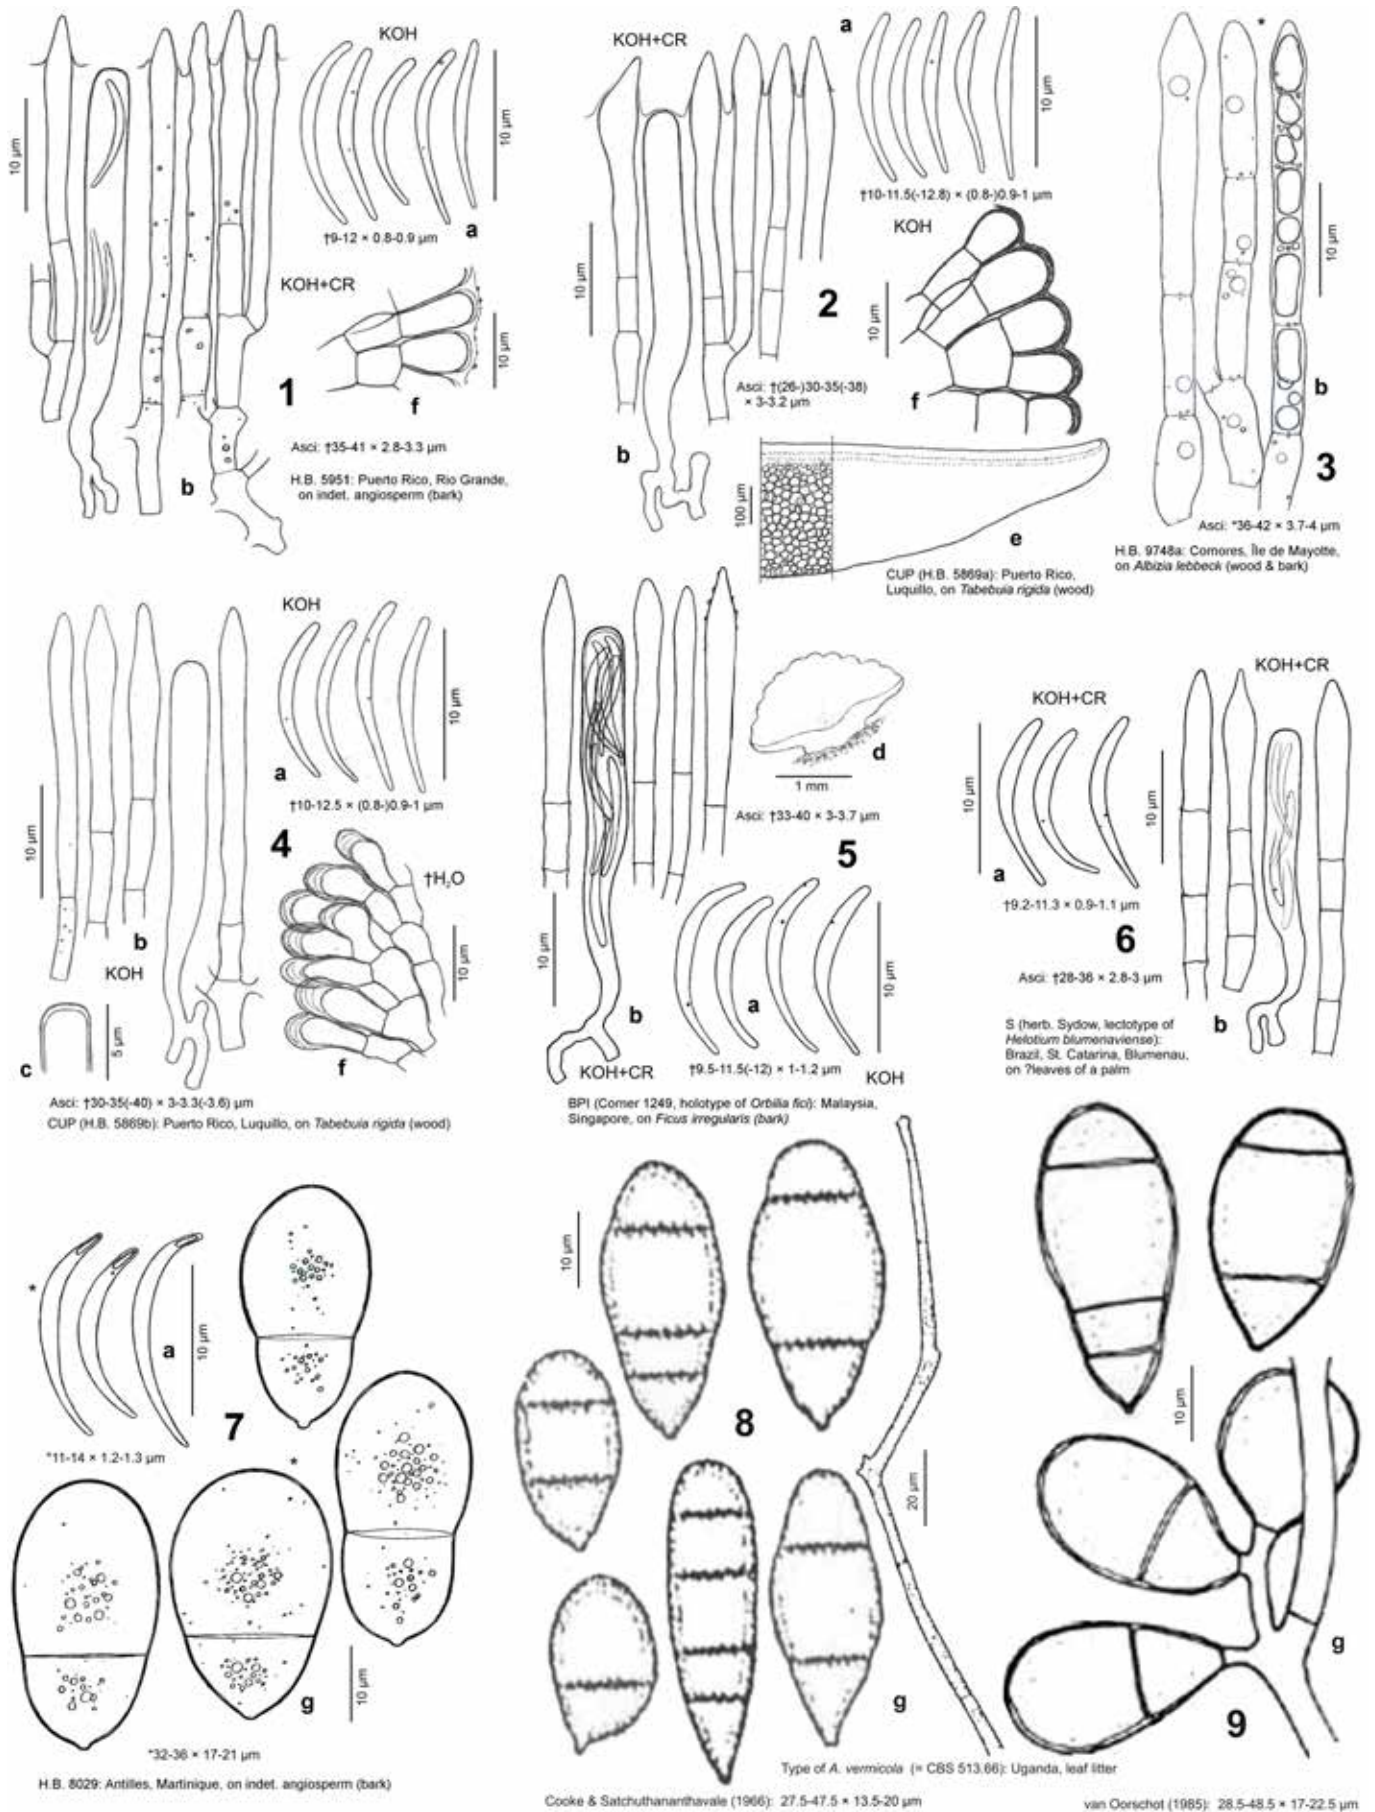 KOH
10 µm
10 µm
†9-12 × 0.8-0.9 µm
a
KOH+CR
10 µm
f
1
Asci: †35-41 × 2.8-3.3 µm
b
H.B. 5951: Puerto Rico, Rio Grande,
on indet. angiosperm (bark)
KOH+CR
a
10 µm
†10-11.5(-12.8) × (0.8-)0.9-1 µm
KOH
10 µm
2
10 µm
Asci: †(26-)30-35(-38)
× 3-3.2 µm
f
b
100 µm
e
CUP (H.B. 5869a): Puerto Rico,
Luquillo, on Tabebuia rigida (wood)
*
10 µm
b
3
Asci: *36-42 × 3.7-4 µm
H.B. 9748a: Comores, Île de Mayotte,
on Albizia lebbeck (wood & bark)
KOH
10 µm
a
†10-12.5 × (0.8-)0.9-1 µm
10 µm
4
†H₂O
b
10 µm
KOH
f
c
5 µm
Asci: †30-35(-40) × 3-3.3(-3.6) µm
CUP (H.B. 5869b): Puerto Rico, Luquillo, on Tabebuia rigida (wood)
d
1 mm
Asci: †33-40 × 3-3.7 µm
5
10 µm
a
10 µm
b
†9.5-11.5(-12) × 1-1.2 µm
KOH+CR
KOH
BPI (Corner 1249, holotype of Orbilia fici): Malaysia,
Singapore, on Ficus irregularis (bark)
KOH+CR
KOH+CR
10 µm
10 µm
a
†9.2-11.3 × 0.9-1.1 µm
6
Asci: †28-36 × 2.8-3 µm
b
S (herb. Sydow, lectotype of
Helotium blumenaviense):
Brazil, St. Catarina, Blumenau,
on ?leaves of a palm
*
a
10 µm
7
*11-14 × 1.2-1.3 µm
*
g
10 µm
*32-36 × 17-21 µm
H.B. 8029: Antilles, Martinique, on indet. angiosperm (bark)
10 µm
8
20 µm
g
Type of A. vermicola (= CBS 513.66): Uganda, leaf litter
Cooke & Satchuthananthavale (1966): 27.5-47.5 × 13.5-20 µm
10 µm
g
9
van Oorschot (1985): 28.5-48.5 × 17-22.5 µm